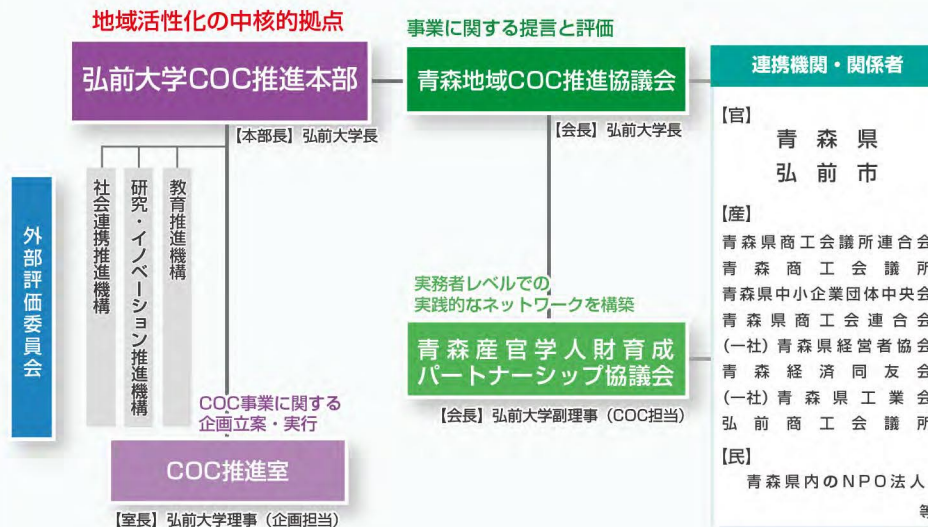 地域活性化の中核的拠点
弘前大学COC推進本部
【本部長】弘前大学長
事業に関する提言と評価
青森地域COC推進協議会
【会長】弘前大学長
外部評価委員会
社会連携推進機構
研究・イノベーション推進機構
教育推進機構
COC事業に関する
企画立案・実行
COC推進室
【室長】弘前大学理事（企画担当）
実務者レベルでの
実践的なネットワークを構築
青森産官学人財育成
パートナーシップ協議会
【会長】弘前大学副理事（COC担当）
連携機関・関係者
【官】
青森県
弘前市
【産】
青森県商工会議所連合会
青森商工会議所
青森県中小企業団体中央会
青森県商工会連合会
(一社)青森県経営者協会
青森経済同友会
(一社)青森県工業会
弘前商工会議所
【民】
青森県内のNPO法人
等